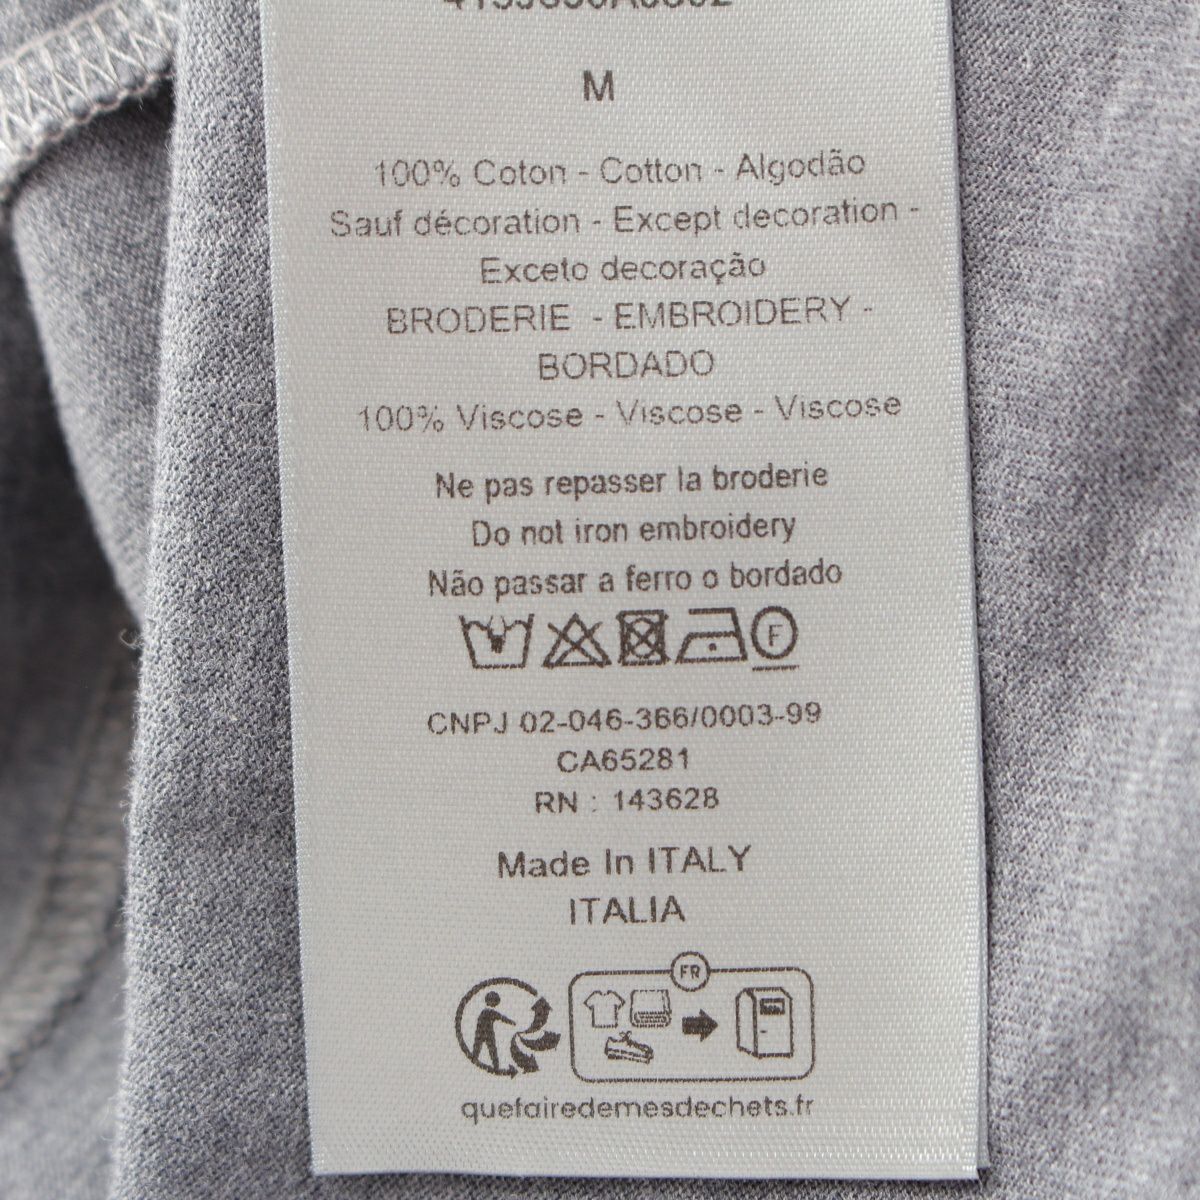 M
100% Coton - Cotton - Algodão
Sauf décoration - Except decoration -
Exceto decoração
BRODERIE - EMBROIDERY -
BORDADO
100% Viscose - Viscose - Viscose
Ne pas repasser la broderie
Do not iron embroidery
Não passar a ferro o bordado
F
CNPJ 02-046-366/0003-99
CA65281
RN : 143628
Made In ITALY
ITALIA
FR
quefairedemesdechets.fr